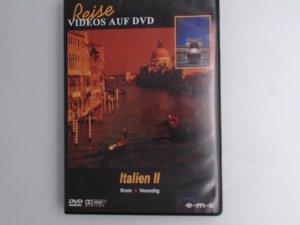 Reise
VIDEOS AUF DVD
Italien II
Rom Venedig
DVD
e-m-s